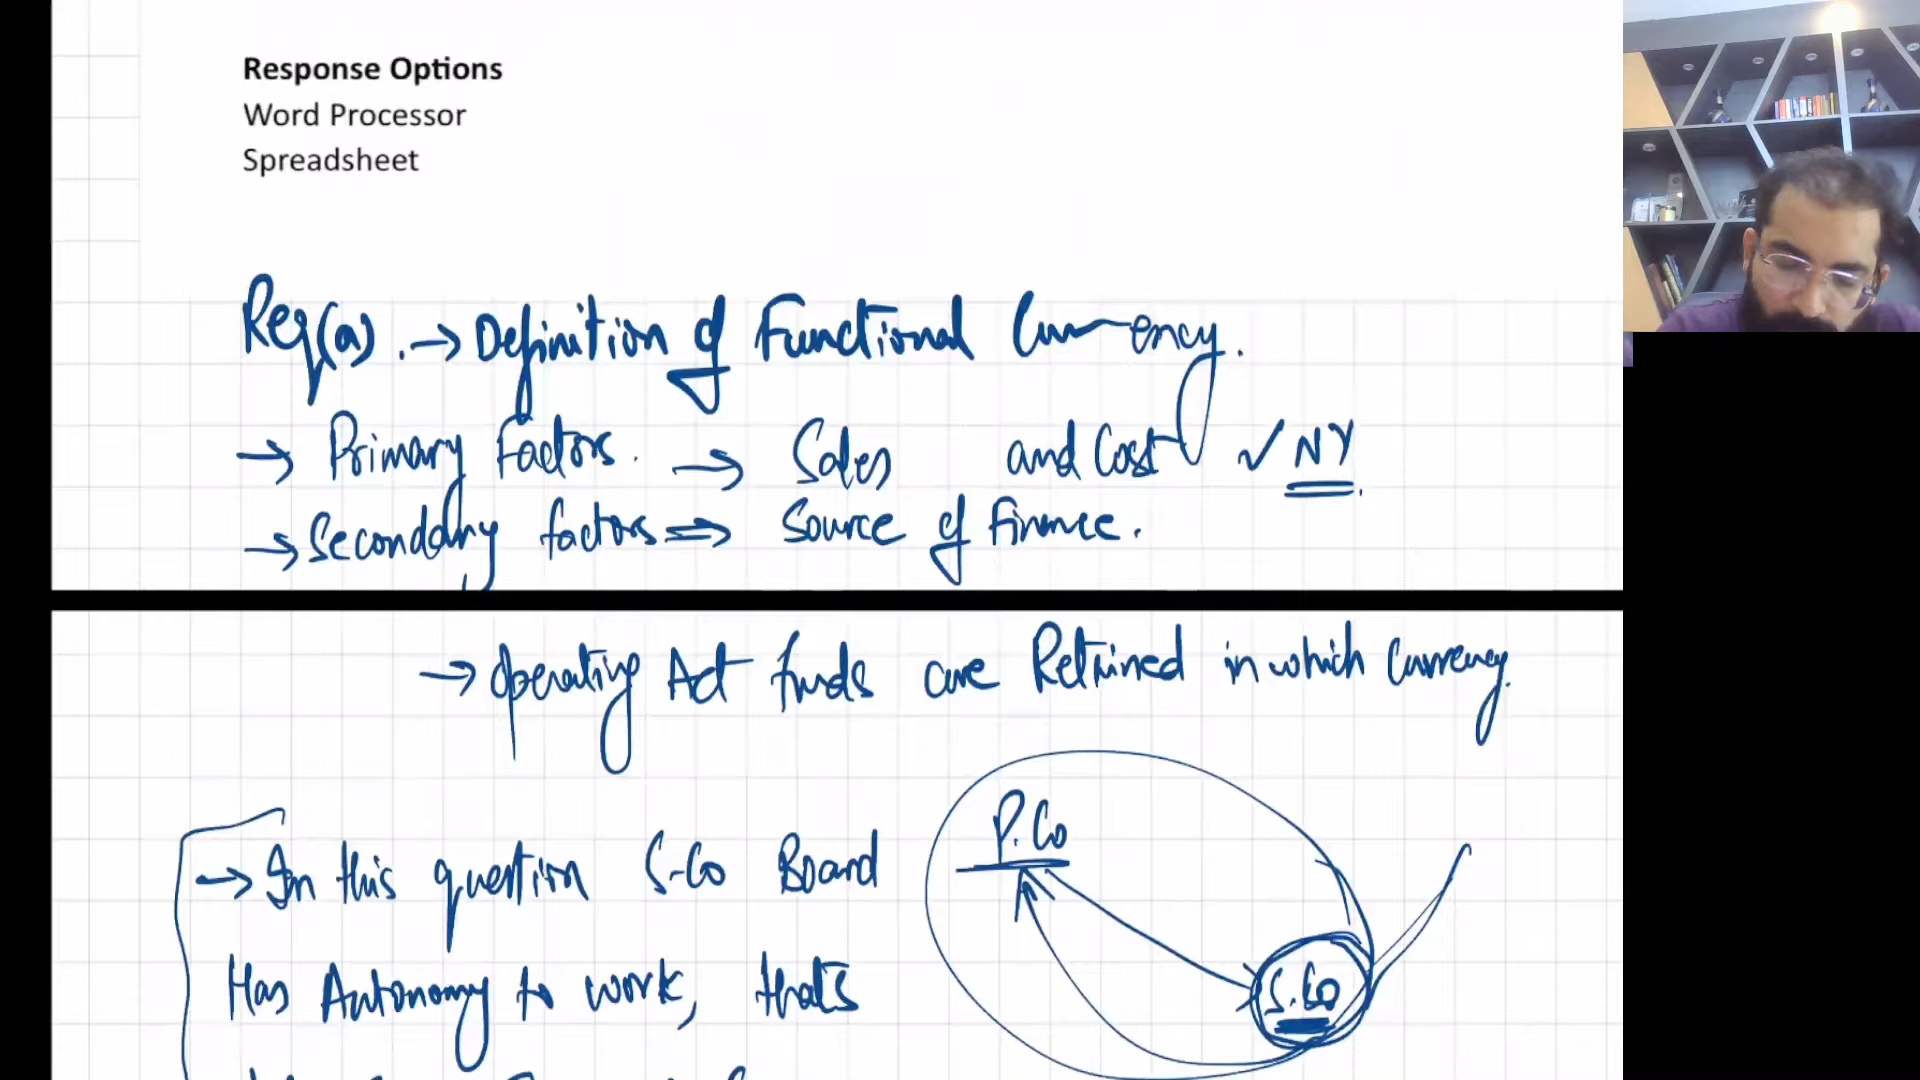 Response Options
Word Processor
Spreadsheet
Req(a). → Definition of Functional Currency.
→ Primary Factors. → Sales and Cost ✓ NY
→ Secondary factors ⇒ Source of finance.
→ Operating Act funds are Retained in which Currency.
P.Co
→ In this question S-Co Board
Has Autonomy to work, that's
S.Co